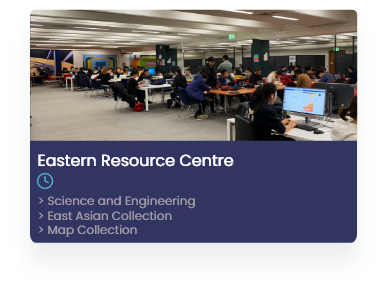 Eastern Resource Centre
> Science and Engineering
> East Asian Collection
> Map Collection